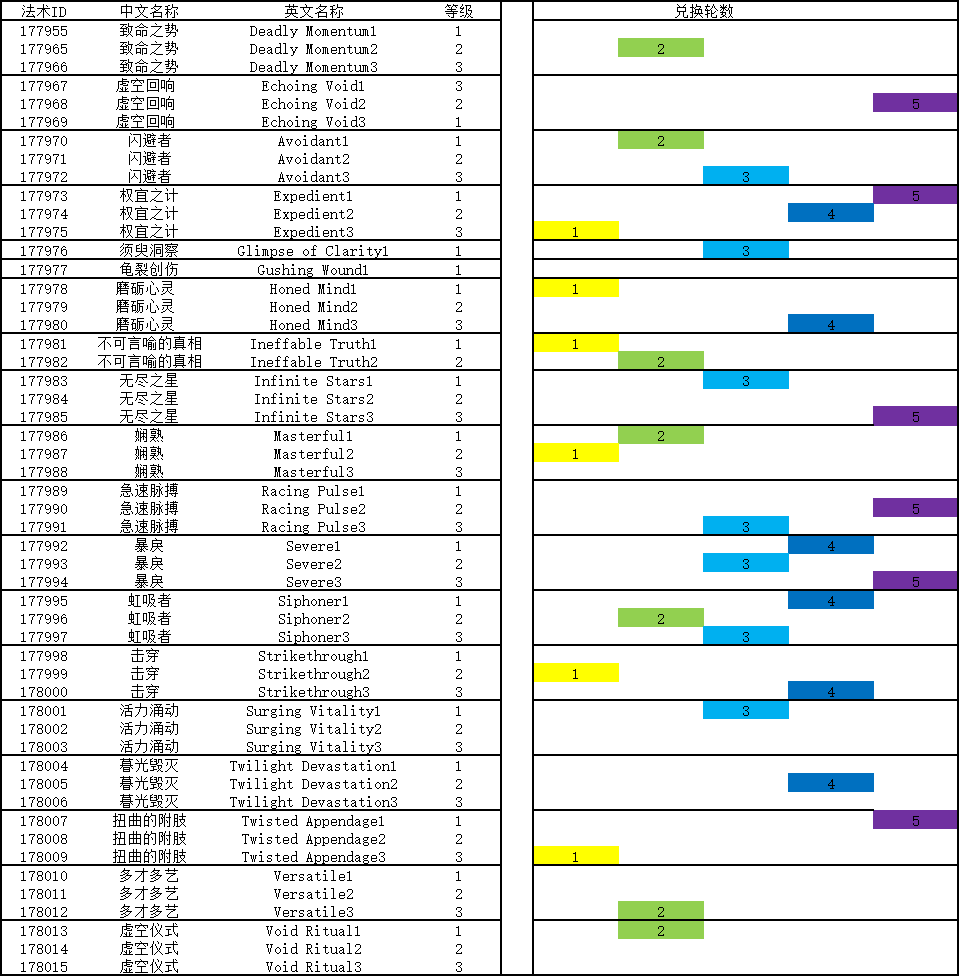 法术ID 中文名称 英文名称 等级 兑换轮数
177955 致命之势 Deadly Momentum1 1
177965 致命之势 Deadly Momentum2 2 2
177966 致命之势 Deadly Momentum3 3
177967 虚空回响 Echoing Void1 3
177968 虚空回响 Echoing Void2 2 5
177969 虚空回响 Echoing Void3 1
177970 闪避者 Avoidant1 1 2
177971 闪避者 Avoidant2 2
177972 闪避者 Avoidant3 3 3
177973 权宜之计 Expedient1 1 5
177974 权宜之计 Expedient2 2 4
177975 权宜之计 Expedient3 3 1
177976 须臾洞察 Glimpse of Clarity1 1 3
177977 龟裂创伤 Gushing Wound1 1
177978 磨砺心灵 Honed Mind1 1 1
177979 磨砺心灵 Honed Mind2 2
177980 磨砺心灵 Honed Mind3 3 4
177981 不可言喻的真相 Ineffable Truth1 1 1
177982 不可言喻的真相 Ineffable Truth2 2 2
177983 无尽之星 Infinite Stars1 1 3
177984 无尽之星 Infinite Stars2 2
177985 无尽之星 Infinite Stars3 3 5
177986 娴熟 Masterful1 1 2
177987 娴熟 Masterful2 2 1
177988 娴熟 Masterful3 3
177989 急速脉搏 Racing Pulse1 1
177990 急速脉搏 Racing Pulse2 2 5
177991 急速脉搏 Racing Pulse3 3 3
177992 暴戾 Severe1 1 4
177993 暴戾 Severe2 2 3
177994 暴戾 Severe3 3 5
177995 虹吸者 Siphoner1 1 4
177996 虹吸者 Siphoner2 2 2
177997 虹吸者 Siphoner3 3 3
177998 击穿 Strikethrough1 1
177999 击穿 Strikethrough2 2 1
178000 击穿 Strikethrough3 3 4
178001 活力涌动 Surging Vitality1 1 3
178002 活力涌动 Surging Vitality2 2
178003 活力涌动 Surging Vitality3 3
178004 暮光毁灭 Twilight Devastation1 1
178005 暮光毁灭 Twilight Devastation2 2 4
178006 暮光毁灭 Twilight Devastation3 3
178007 扭曲的附肢 Twisted Appendage1 1 5
178008 扭曲的附肢 Twisted Appendage2 2
178009 扭曲的附肢 Twisted Appendage3 3 1
178010 多才多艺 Versatile1 1
178011 多才多艺 Versatile2 2
178012 多才多艺 Versatile3 3 2
178013 虚空仪式 Void Ritual1 1 2
178014 虚空仪式 Void Ritual2 2
178015 虚空仪式 Void Ritual3 3